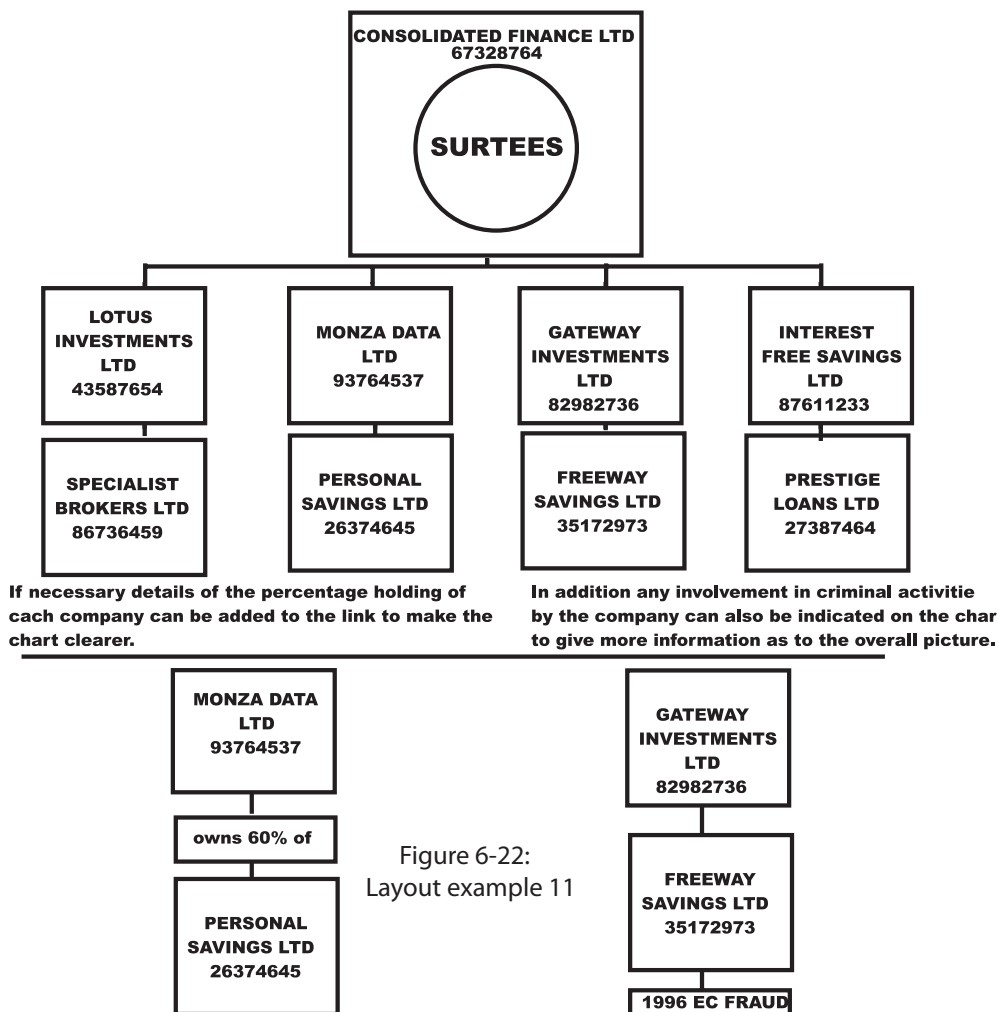 CONSOLIDATED FINANCE LTD
67328764
SURTEES
LOTUS
INVESTMENTS
LTD
43587654
MONZA DATA
LTD
93764537
GATEWAY
INVESTMENTS
LTD
82982736
INTEREST
FREE SAVINGS
LTD
87611233
SPECIALIST
BROKERS LTD
86736459
PERSONAL
SAVINGS LTD
26374645
FREEWAY
SAVINGS LTD
35172973
PRESTIGE
LOANS LTD
27387464
If necessary details of the percentage holding of
cach company can be added to the link to make the
chart clearer.
In addition any involvement in criminal activitie
by the company can also be indicated on the char
to give more information as to the overall picture.
MONZA DATA
LTD
93764537
owns 60% of
PERSONAL
SAVINGS LTD
26374645
Figure 6-22:
Layout example 11
GATEWAY
INVESTMENTS
LTD
82982736
FREEWAY
SAVINGS LTD
35172973
1996 EC FRAUD